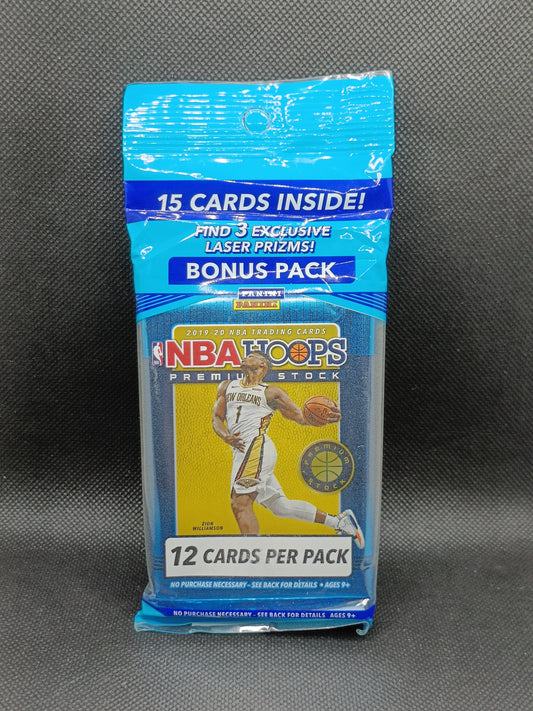 15 CARDS INSIDE!
FIND 3 EXCLUSIVE
LASER PRIZMS!
BONUS PACK
PANINI
PANINI
2019-20 NBA TRADING CARDS
NBA HOOPS
PREMIUM STOCK
NEW ORLEANS
1
PREMIUM
STOCK
ZION
WILLIAMSON
12 CARDS PER PACK
NO PURCHASE NECESSARY - SEE BACK FOR DETAILS • AGES 9+
NO PURCHASE NECESSARY - SEE BACK FOR DETAILS AGES 9+